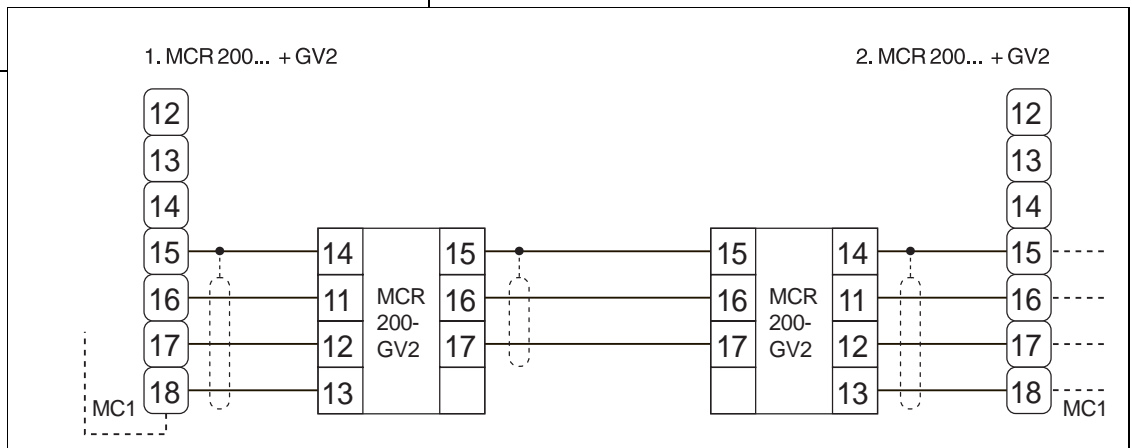 1. MCR 200... + GV2 2. MCR 200... + GV2
12 12
13 13
14 14
15 14 15 15 14 15
16 11 MCR 16 16 MCR 11 16
200- 200-
17 12 GV2 17 17 GV2 12 17
MC1 18 13 13 18 MC1